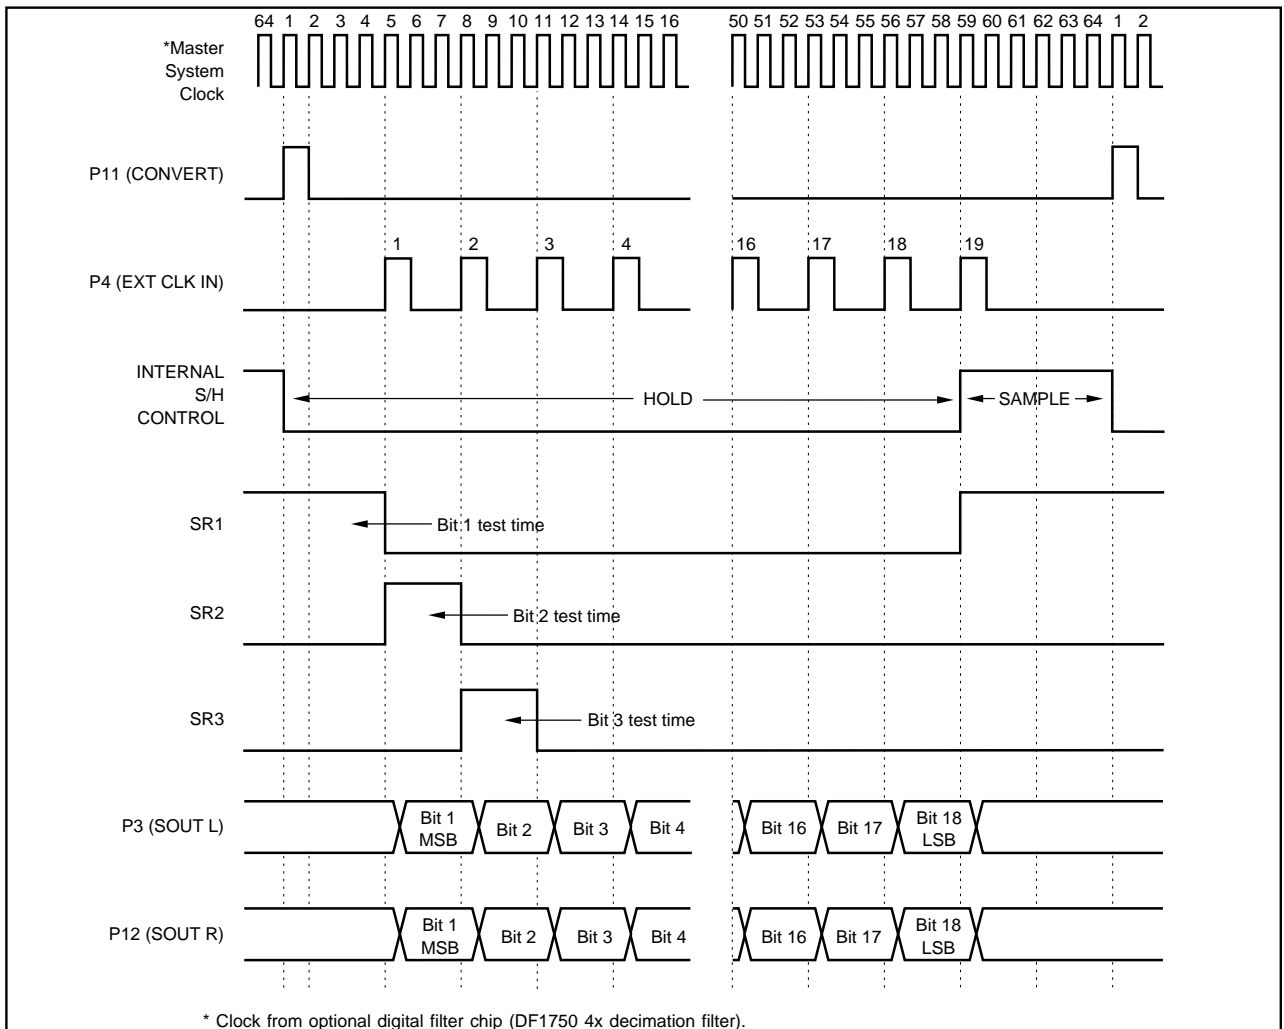 64 1 2 3 4 5 6 7 8 9 10 11 12 13 14 15 16 50 51 52 53 54 55 56 57 58 59 60 61 62 63 64 1 2
*Master
System
Clock
P11 (CONVERT)
1 2 3 4 16 17 18 19
P4 (EXT CLK IN)
INTERNAL
S/H
CONTROL
HOLD SAMPLE
SR1 Bit 1 test time
SR2 Bit 2 test time
SR3 Bit 3 test time
P3 (SOUT L)
Bit 1
MSB
Bit 2 Bit 3 Bit 4 Bit 16 Bit 17
Bit 18
LSB
P12 (SOUT R)
Bit 1
MSB
Bit 2 Bit 3 Bit 4 Bit 16 Bit 17
Bit 18
LSB
* Clock from optional digital filter chip (DF1750 4x decimation filter).